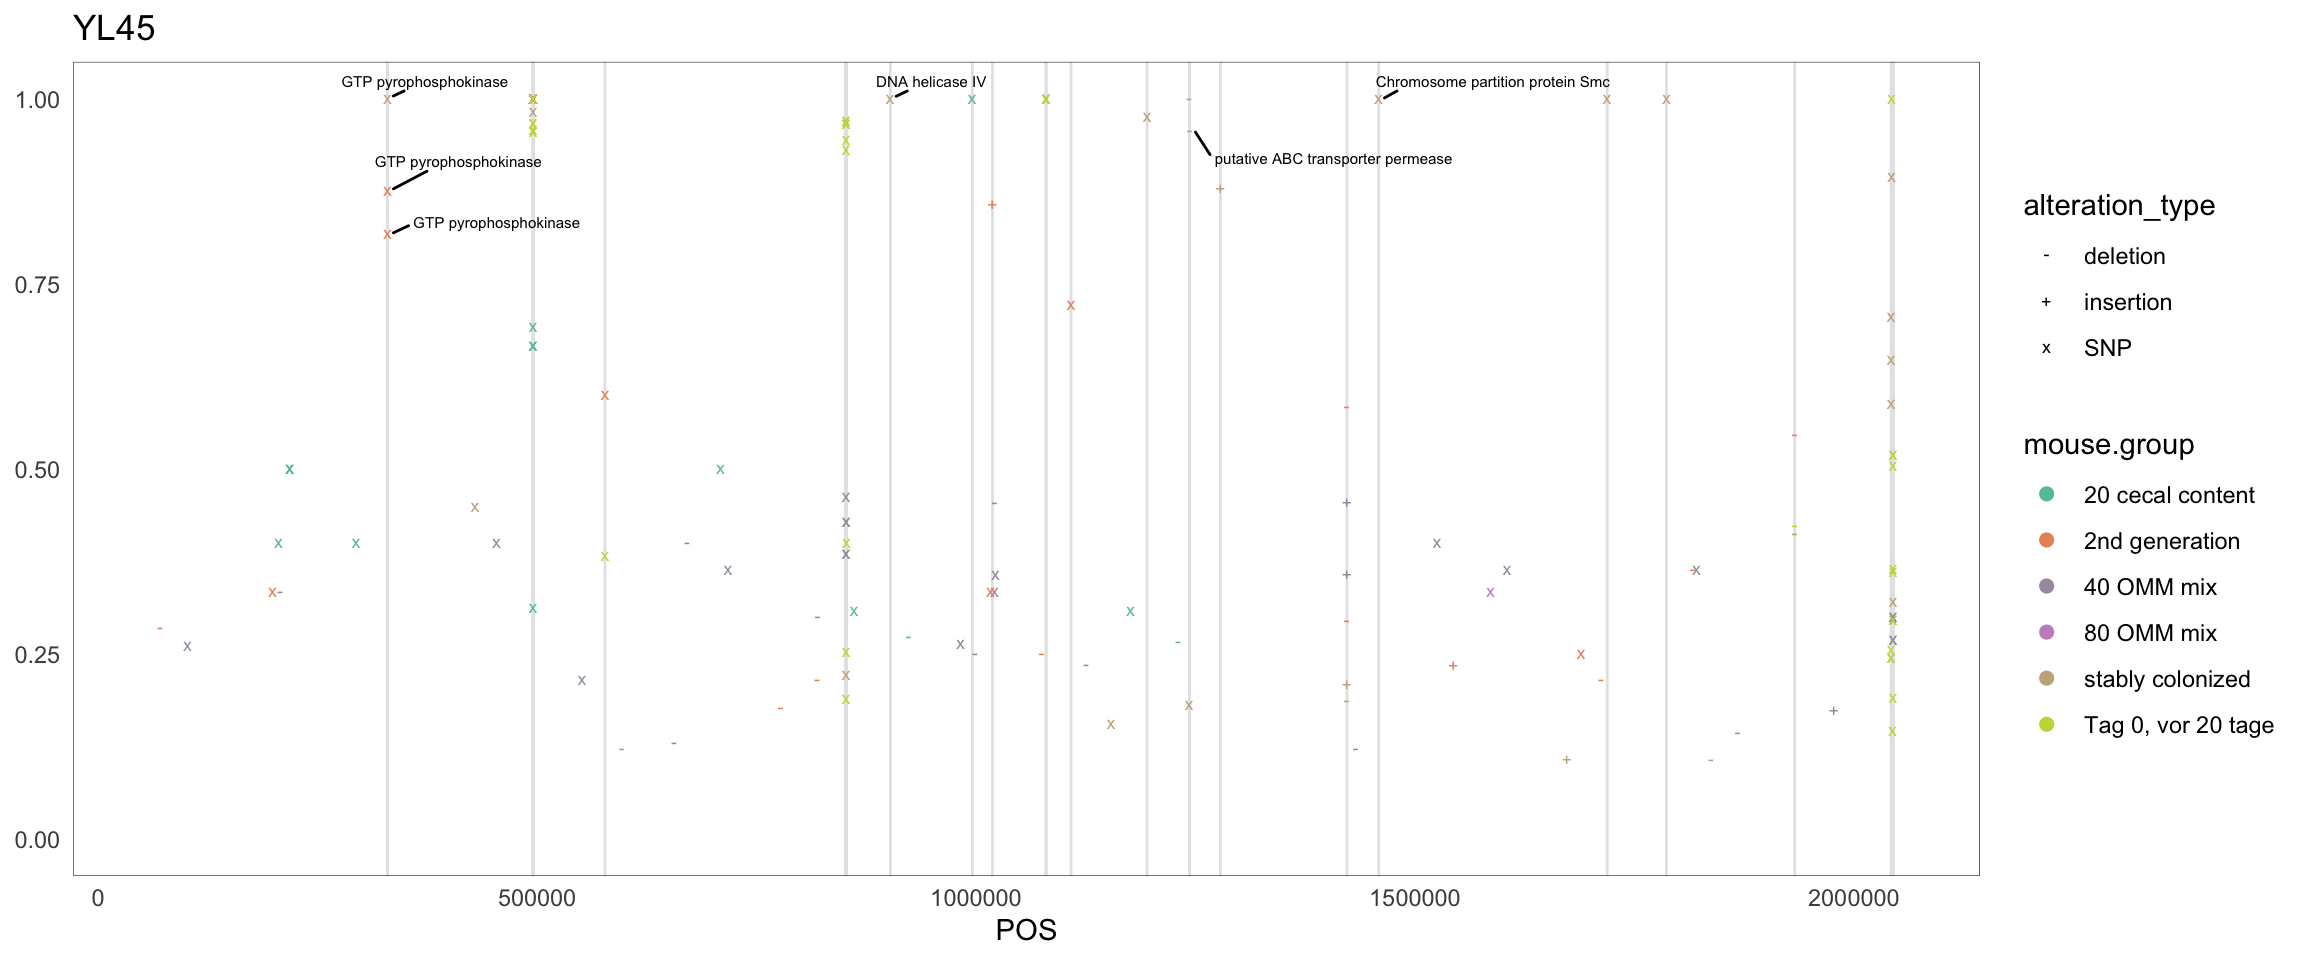 YL45
GTP pyrophosphokinase
DNA helicase IV
Chromosome partition protein Smc
GTP pyrophosphokinase
putative ABC transporter permease
GTP pyrophosphokinase
1.00
0.75
0.50
0.25
0.00
0
500000
1000000
1500000
2000000
POS
alteration_type
- deletion
+ insertion
x SNP
mouse.group
20 cecal content
2nd generation
40 OMM mix
80 OMM mix
stably colonized
Tag 0, vor 20 tage